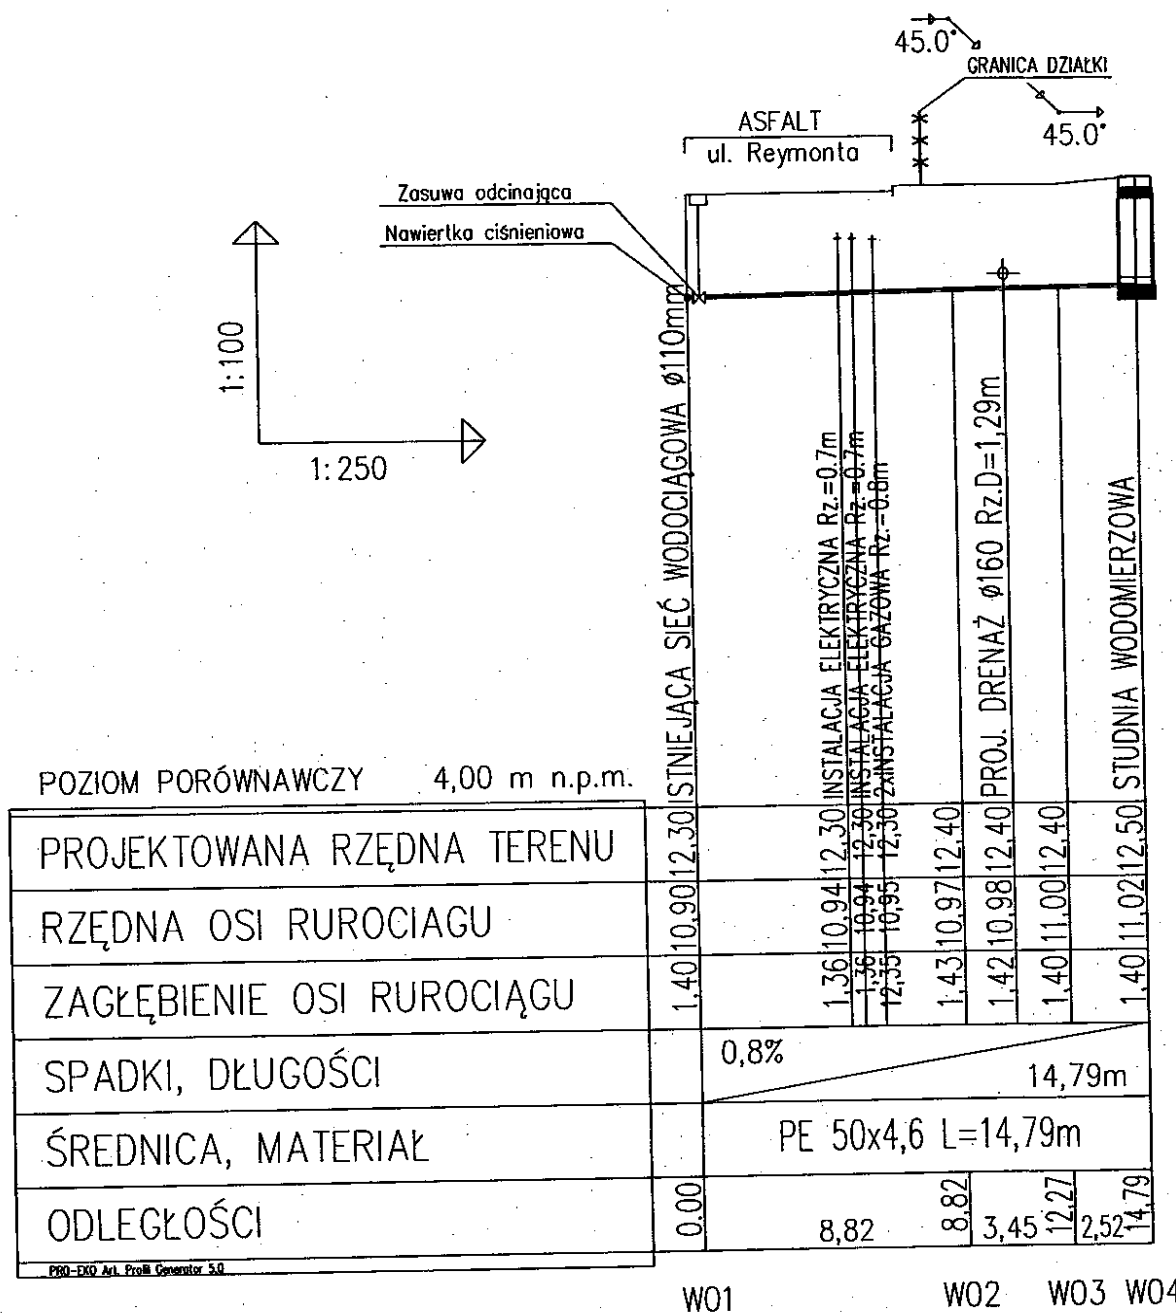 45.0°
GRANICA DZIAŁKI
45.0°
ASFALT
ul. Reymonta
Zasuwa odcinająca
Nawiertka ciśnieniowa
1:100
1:250
ISTNIEJĄCA SIEĆ WODOCIĄGOWA ø110mm
INSTALACJA ELEKTRYCZNA Rz.=0.7m
INSTALACJA ELEKTRYCZNA Rz.=0.7m
2xINSTALACJA GAZOWA Rz.=0.8m
PROJ. DRENAŻ ø160 Rz.D=1,29m
STUDNIA WODOMIERZOWA
POZIOM PORÓWNAWCZY 4,00 m n.p.m.
PROJEKTOWANA RZĘDNA TERENU 12,30 12,30 12,30 12,30 12,40 12,40 12,40 12,50
RZĘDNA OSI RUROCIAGU 10,90 10,94 10,94 10,95 10,97 10,98 11,00 11,02
ZAGŁĘBIENIE OSI RUROCIĄGU 1,40 1,36 1,36 12,35 1,43 1,42 1,40 1,40
SPADKI, DŁUGOŚCI 0,8% 14,79m
ŚREDNICA, MATERIAŁ PE 50x4,6 L=14,79m
ODLEGŁOŚCI 0.00 8,82 8,82 3,45 12,27 2,52 14,79
PRO-EKO Art. Profil Generator 5.0
W01 W02 W03 W04